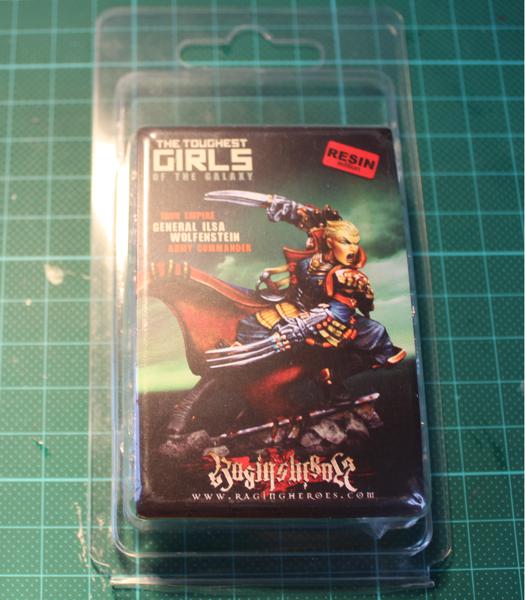 THE TOUGHEST
GIRLS
OF THE GALAXY
RESIN
IRON EMPIRE
GENERAL ILSA
WOLFENSTEIN
ARMY COMMANDER
RagingHeroes
WWW.RAGINGHEROES.COM